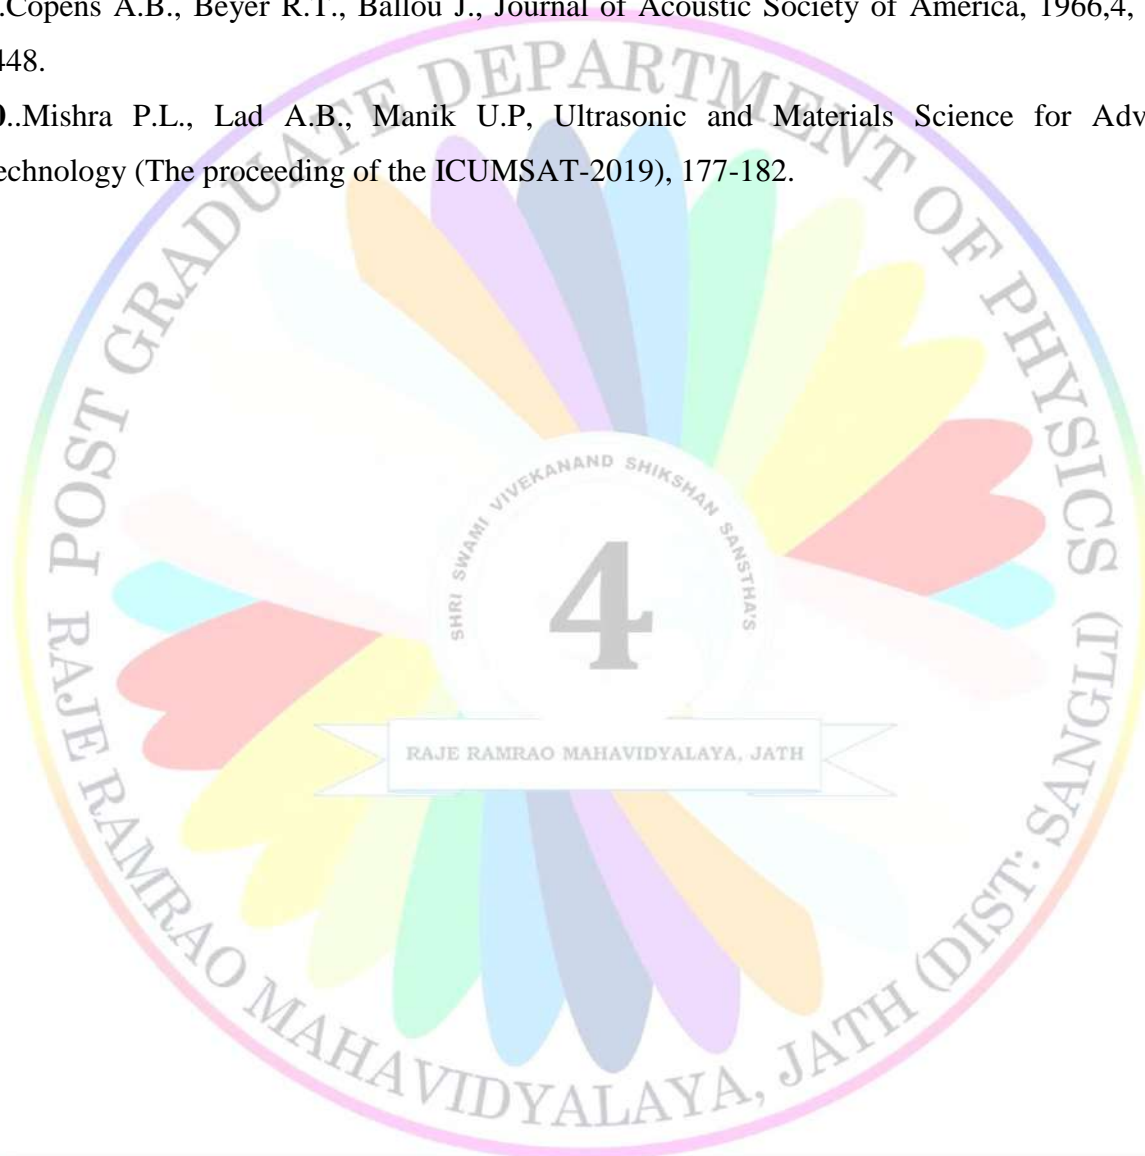 .Copens A.B., Beyer R.T., Ballou J., Journal of Acoustic Society of America, 1966,4,
448.
0..Mishra P.L., Lad A.B., Manik U.P, Ultrasonic and Materials Science for Adv
echnology (The proceeding of the ICUMSAT-2019), 177-182.
POST GRADUATE DEPARTMENT OF PHYSICS
SHRI SWAMI VIVEKANAND SHIKSHAN SANSTHA'S
4
RAJE RAMRAO MAHAVIDYALAYA, JATH
RAJE RAMRAO MAHAVIDYALAYA, JATH (DIST: SANGLI)